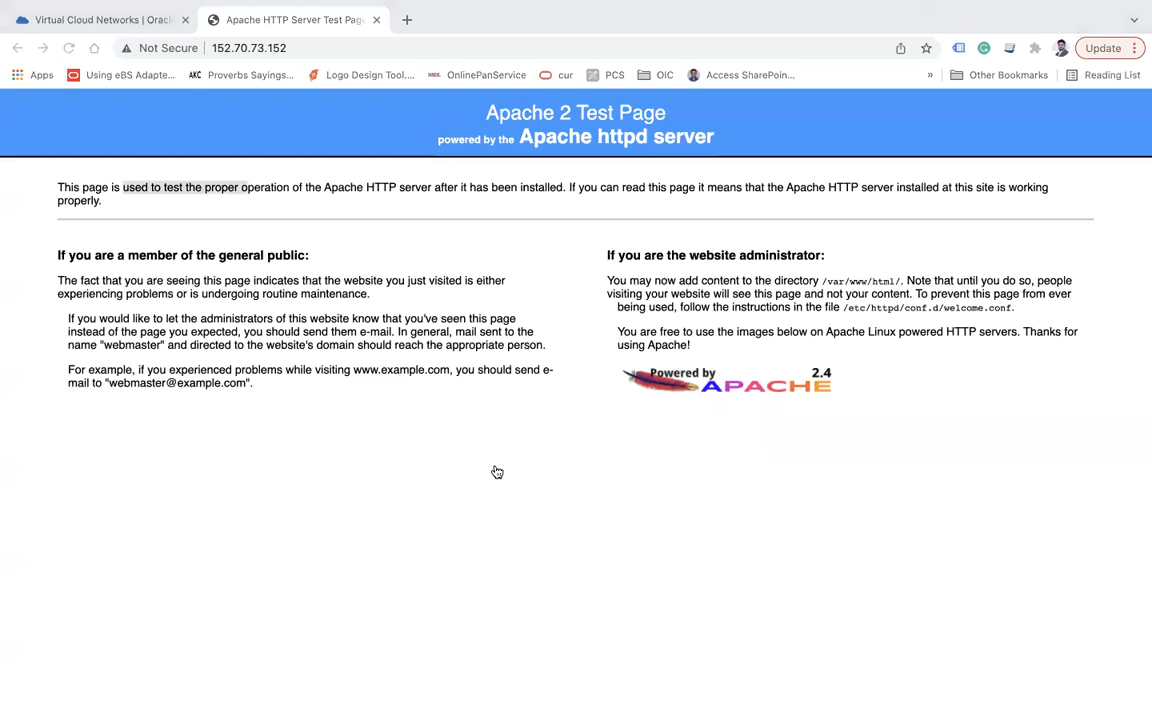 Virtual Cloud Networks | Oracl
Apache HTTP Server Test Pag
Not Secure | 152.70.73.152
Update
Apps
Using eBS Adapte...
AKC Proverbs Sayings...
Logo Design Tool....
OnlinePanService
cur
PCS
OIC
Access SharePoin...
»
Other Bookmarks
Reading List
Apache 2 Test Page
powered by the Apache httpd server
This page is used to test the proper operation of the Apache HTTP server after it has been installed. If you can read this page it means that the Apache HTTP server installed at this site is working
properly.
If you are a member of the general public:
The fact that you are seeing this page indicates that the website you just visited is either
experiencing problems or is undergoing routine maintenance.
If you would like to let the administrators of this website know that you've seen this page
instead of the page you expected, you should send them e-mail. In general, mail sent to the
name "webmaster" and directed to the website's domain should reach the appropriate person.
For example, if you experienced problems while visiting www.example.com, you should send e-
mail to "webmaster@example.com".
If you are the website administrator:
You may now add content to the directory /var/www/html/. Note that until you do so, people
visiting your website will see this page and not your content. To prevent this page from ever
being used, follow the instructions in the file /etc/httpd/conf.d/welcome.conf.
You are free to use the images below on Apache Linux powered HTTP servers. Thanks for
using Apache!
Powered by 2.4
APACHE